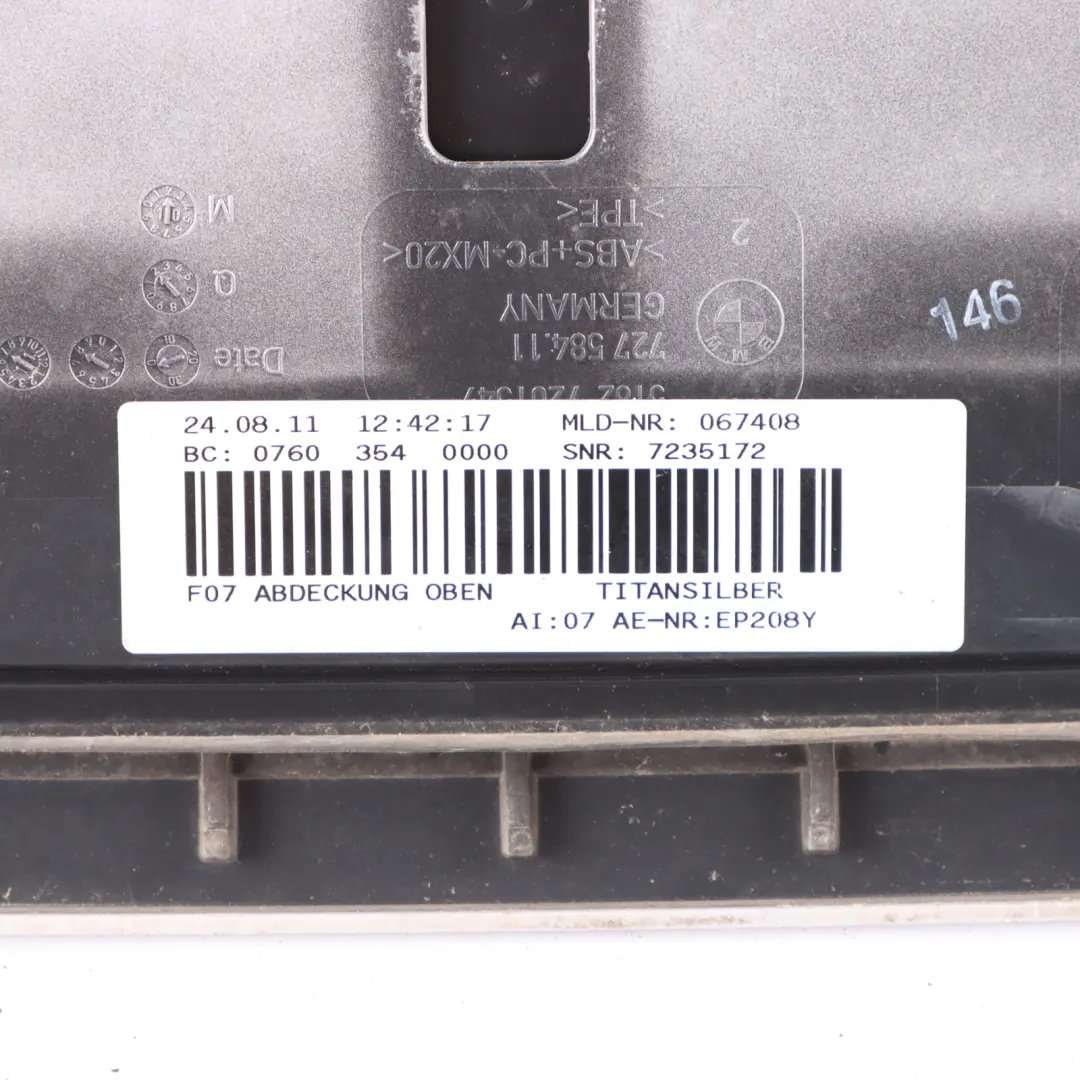 M
Q
Date
>TPE<
>ABS+PC-MX20<
2
GERMANY
727 584.11
BMW
146
24.08.11 12:42:17 MLD-NR: 067408
BC: 0760 354 0000 SNR: 7235172
F07 ABDECKUNG OBEN TITANSILBER
AI:07 AE-NR:EP208Y